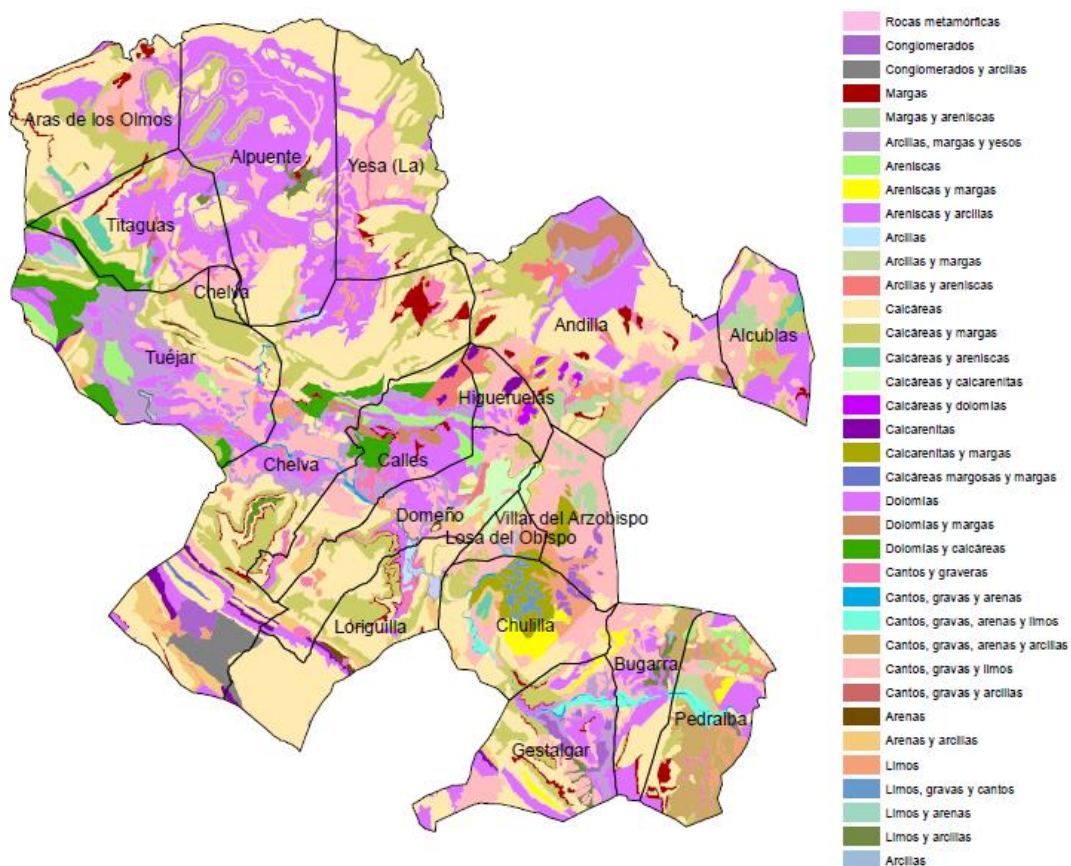 Aras de los Olmos
Alpuente
Yesa (La)
Titaguas
Chelva
Tuéjar
Andilla
Alcublas
Higueruelas
Chelva
Calles
Domeño
Villar del Arzobispo
Losa del Obispo
Loriguilla
Chulilla
Bugarra
Pedralba
Gestalgar
Rocas metamórficas
Conglomerados
Conglomerados y arcillas
Margas
Margas y areniscas
Arcillas, margas y yesos
Areniscas
Areniscas y margas
Areniscas y arcillas
Arcillas
Arcillas y margas
Arcillas y areniscas
Calcáreas
Calcáreas y margas
Calcáreas y areniscas
Calcáreas y calcarenitas
Calcáreas y dolomías
Calcarenitas
Calcarenitas y margas
Calcáreas margosas y margas
Dolomías
Dolomías y margas
Dolomías y calcáreas
Cantos y graveras
Cantos, gravas y arenas
Cantos, gravas, arenas y limos
Cantos, gravas, arenas y arcillas
Cantos, gravas y limos
Cantos, gravas y arcillas
Arenas
Arenas y arcillas
Limos
Limos, gravas y cantos
Limos y arenas
Limos y arcillas
Arcillas